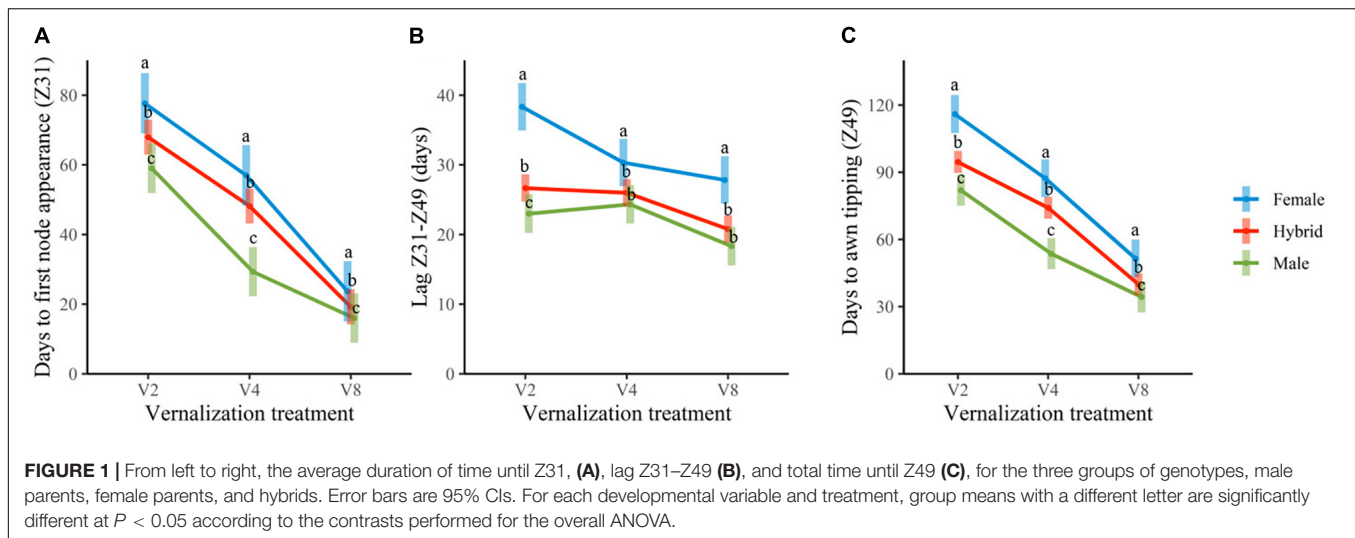 A
B
C
Days to first node appearance (Z31)
80
60
40
20
0
a
b
c
a
b
c
a
b
c
V2 V4 V8
Vernalization treatment
Lag Z31-Z49 (days)
40
30
20
10
0
a
b
c
a
b
b
a
b
b
V2 V4 V8
Vernalization treatment
Days to awn tipping (Z49)
120
90
60
30
0
a
b
c
a
b
c
a
b
c
V2 V4 V8
Vernalization treatment
Female
Hybrid
Male
FIGURE 1 | From left to right, the average duration of time until Z31, (A), lag Z31–Z49 (B), and total time until Z49 (C), for the three groups of genotypes, male
parents, female parents, and hybrids. Error bars are 95% CIs. For each developmental variable and treatment, group means with a different letter are significantly
different at P < 0.05 according to the contrasts performed for the overall ANOVA.